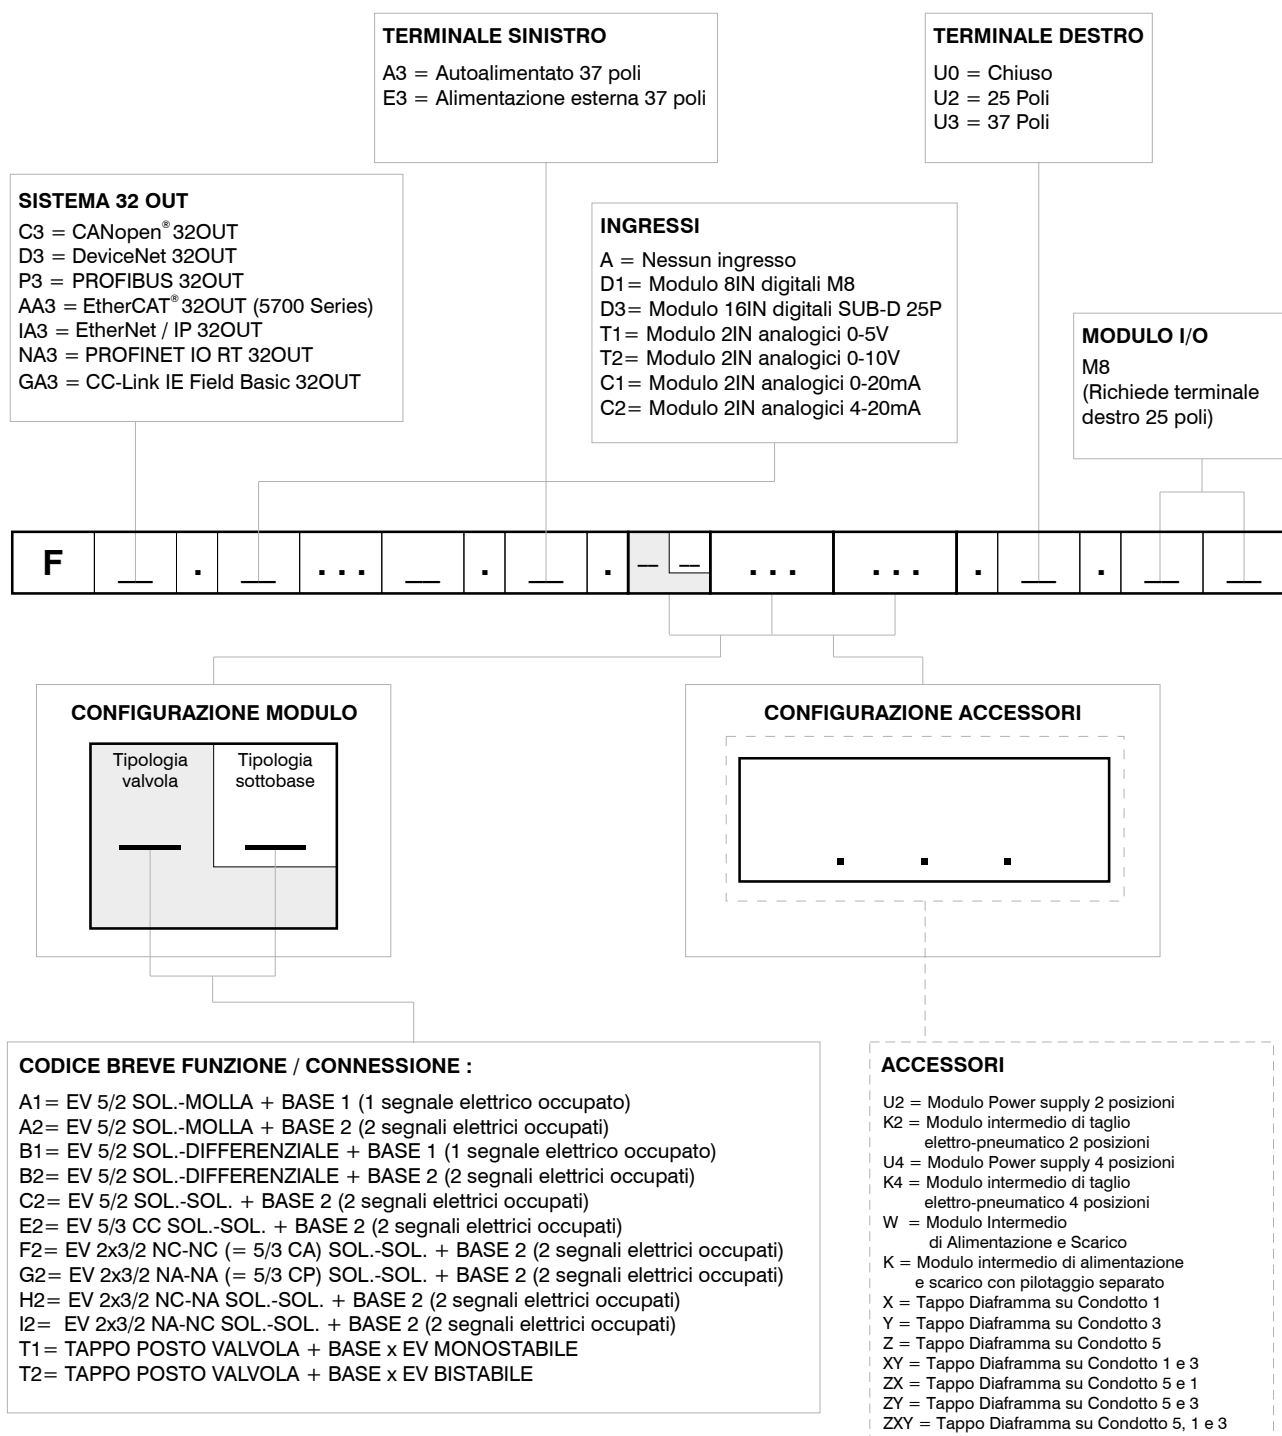 TERMINALE SINISTRO
A3 = Autoalimentato 37 poli
E3 = Alimentazione esterna 37 poli
TERMINALE DESTRO
U0 = Chiuso
U2 = 25 Poli
U3 = 37 Poli
SISTEMA 32 OUT
C3 = CANopen® 32OUT
D3 = DeviceNet 32OUT
P3 = PROFIBUS 32OUT
AA3 = EtherCAT® 32OUT (5700 Series)
IA3 = EtherNet / IP 32OUT
NA3 = PROFINET IO RT 32OUT
GA3 = CC-Link IE Field Basic 32OUT
INGRESSI
A = Nessun ingresso
D1= Modulo 8IN digitali M8
D3= Modulo 16IN digitali SUB-D 25P
T1= Modulo 2IN analogici 0-5V
T2= Modulo 2IN analogici 0-10V
C1= Modulo 2IN analogici 0-20mA
C2= Modulo 2IN analogici 4-20mA
MODULO I/O
M8
(Richiede terminale
destro 25 poli)
F __ . __ ... __ . __ . __ __ ... ... . __ . __ __
CONFIGURAZIONE MODULO
Tipologia
valvola
Tipologia
sottobase
CONFIGURAZIONE ACCESSORI
. . .
CODICE BREVE FUNZIONE / CONNESSIONE :
A1= EV 5/2 SOL.-MOLLA + BASE 1 (1 segnale elettrico occupato)
A2= EV 5/2 SOL.-MOLLA + BASE 2 (2 segnali elettrici occupati)
B1= EV 5/2 SOL.-DIFFERENZIALE + BASE 1 (1 segnale elettrico occupato)
B2= EV 5/2 SOL.-DIFFERENZIALE + BASE 2 (2 segnali elettrici occupati)
C2= EV 5/2 SOL.-SOL. + BASE 2 (2 segnali elettrici occupati)
E2= EV 5/3 CC SOL.-SOL. + BASE 2 (2 segnali elettrici occupati)
F2= EV 2x3/2 NC-NC (= 5/3 CA) SOL.-SOL. + BASE 2 (2 segnali elettrici occupati)
G2= EV 2x3/2 NA-NA (= 5/3 CP) SOL.-SOL. + BASE 2 (2 segnali elettrici occupati)
H2= EV 2x3/2 NC-NA SOL.-SOL. + BASE 2 (2 segnali elettrici occupati)
I2= EV 2x3/2 NA-NC SOL.-SOL. + BASE 2 (2 segnali elettrici occupati)
T1= TAPPO POSTO VALVOLA + BASE x EV MONOSTABILE
T2= TAPPO POSTO VALVOLA + BASE x EV BISTABILE
ACCESSORI
U2 = Modulo Power supply 2 posizioni
K2 = Modulo intermedio di taglio
elettro-pneumatico 2 posizioni
U4 = Modulo Power supply 4 posizioni
K4 = Modulo intermedio di taglio
elettro-pneumatico 4 posizioni
W = Modulo Intermedio
di Alimentazione e Scarico
K = Modulo intermedio di alimentazione
e scarico con pilotaggio separato
X = Tappo Diaframma su Condotto 1
Y = Tappo Diaframma su Condotto 3
Z = Tappo Diaframma su Condotto 5
XY = Tappo Diaframma su Condotto 1 e 3
ZX = Tappo Diaframma su Condotto 5 e 1
ZY = Tappo Diaframma su Condotto 5 e 3
ZXY = Tappo Diaframma su Condotto 5, 1 e 3